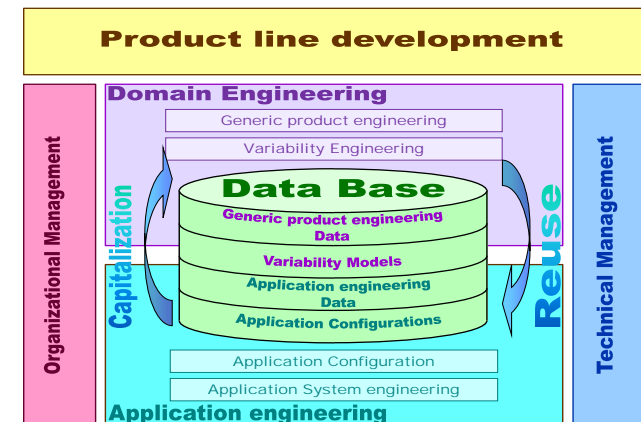 Product line development
Organizational Management
Domain Engineering
Generic product engineering
Variability Engineering
Capitalization
Data Base
Generic product engineering
Data
Variability Models
Application engineering
Data
Application Configurations
Reuse
Application Configuration
Application System engineering
Application engineering
Technical Management